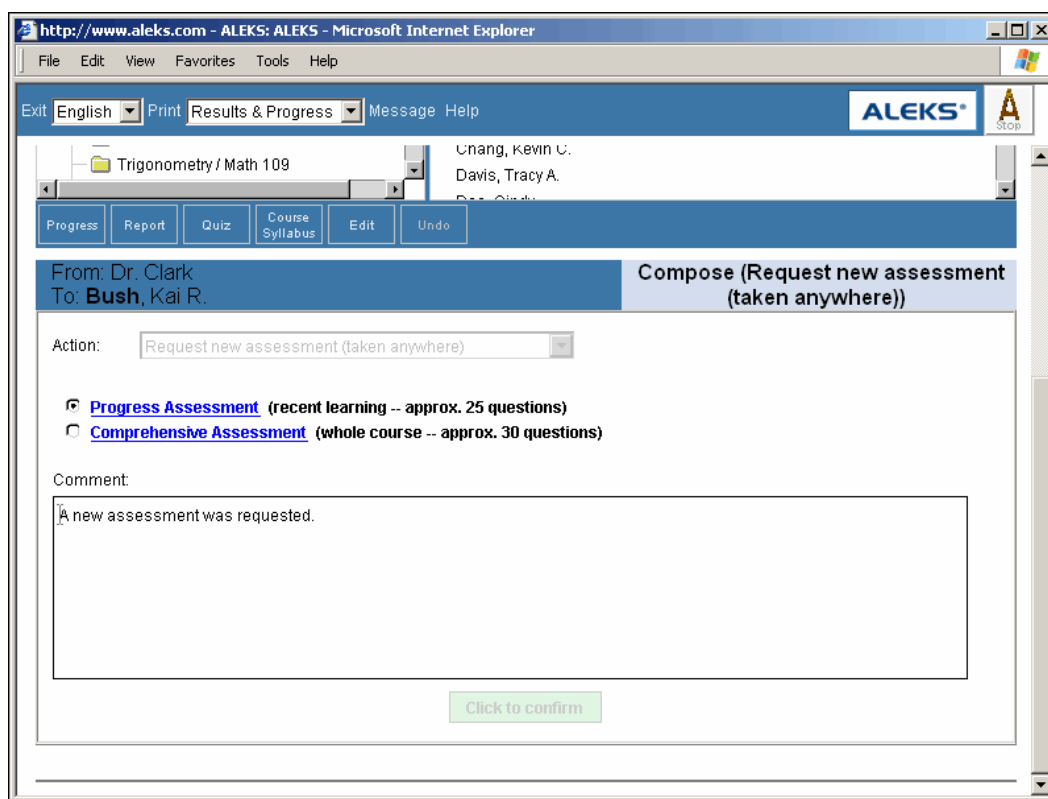 http://www.aleks.com - ALEKS: ALEKS - Microsoft Internet Explorer
File Edit View Favorites Tools Help
Exit English Print Results & Progress Message Help
ALEKS®
Stop
Trigonometry / Math 109
Chang, Kevin C.
Davis, Tracy A.
Progress Report Quiz Course Syllabus Edit Undo
From: Dr. Clark
To: Bush, Kai R.
Compose (Request new assessment
(taken anywhere))
Action: Request new assessment (taken anywhere)
Progress Assessment (recent learning -- approx. 25 questions)
Comprehensive Assessment (whole course -- approx. 30 questions)
Comment:
A new assessment was requested.
Click to confirm